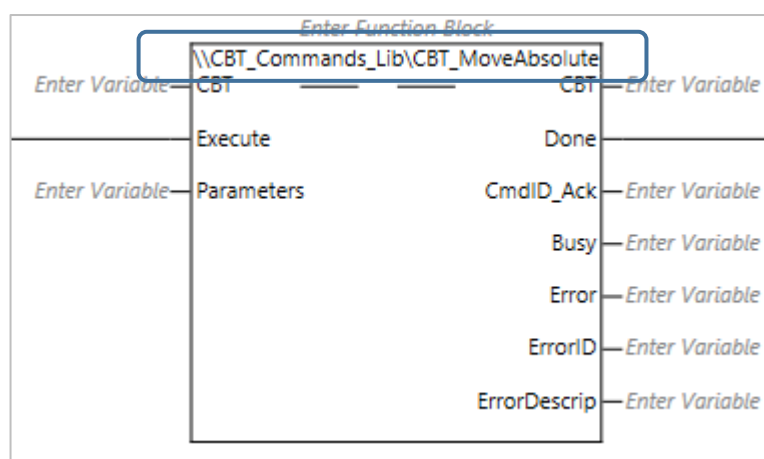 Enter Function Block
\\CBT_Commands_Lib\CBT_MoveAbsolute
Enter Variable CBT CBT Enter Variable
Execute Done
Enter Variable Parameters CmdID_Ack Enter Variable
Busy Enter Variable
Error Enter Variable
ErrorID Enter Variable
ErrorDescrip Enter Variable